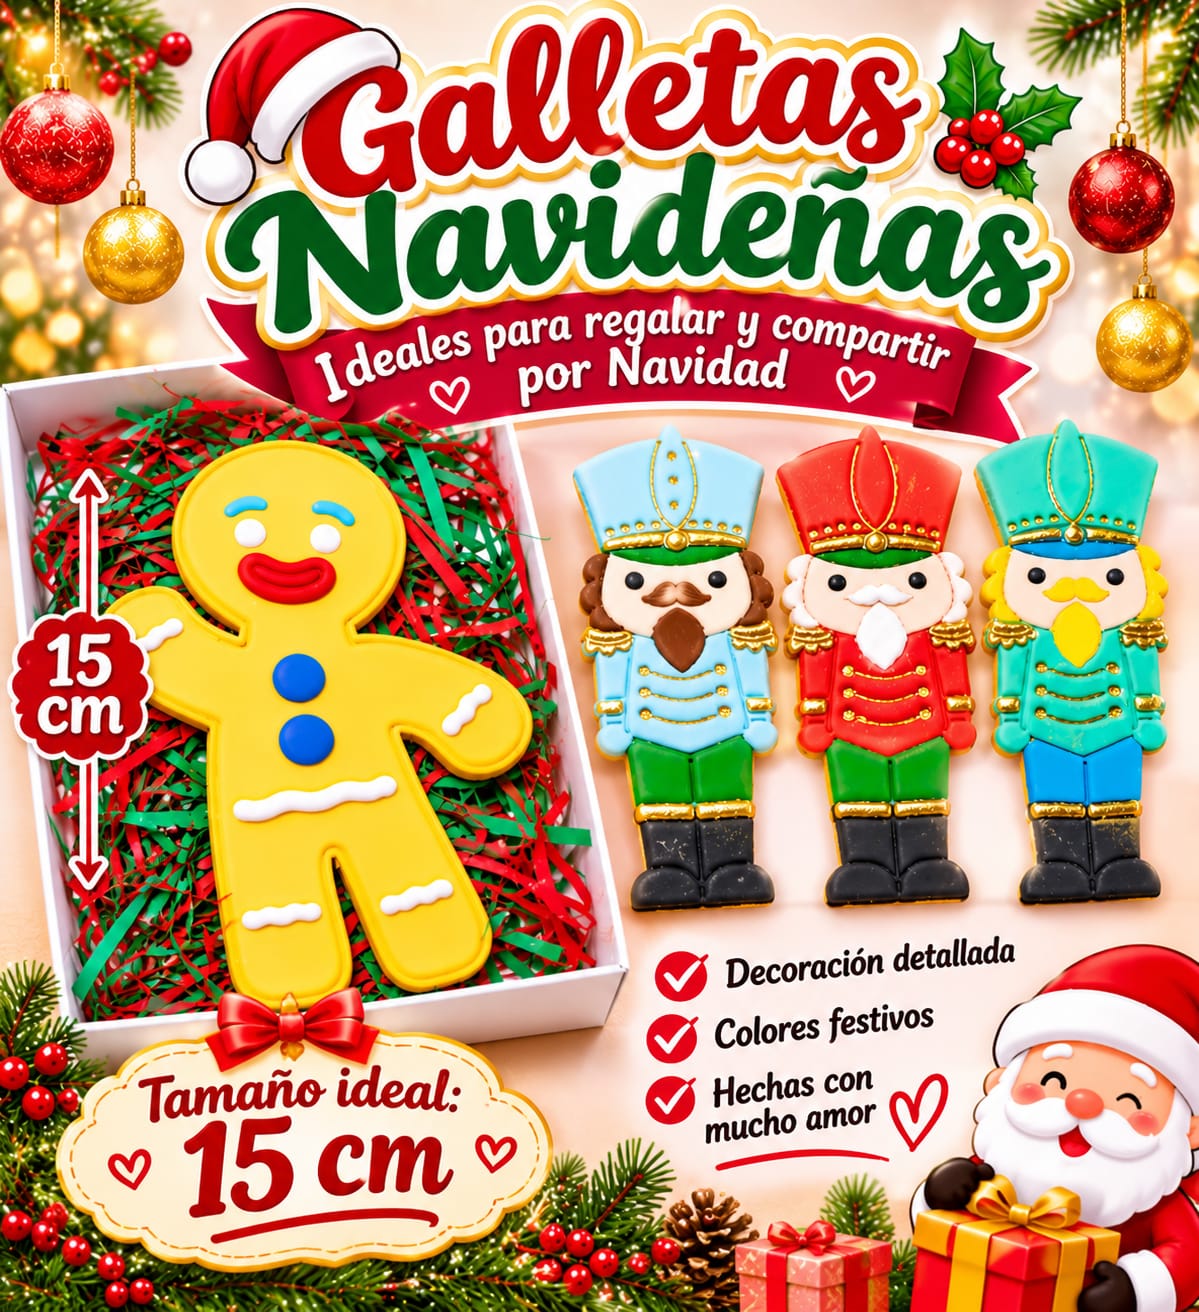 Galletas
Navideñas
Ideales para regalar y compartir
por Navidad
15
cm
Decoración detallada
Colores festivos
Hechas con
mucho amor
Tamaño ideal:
15 cm